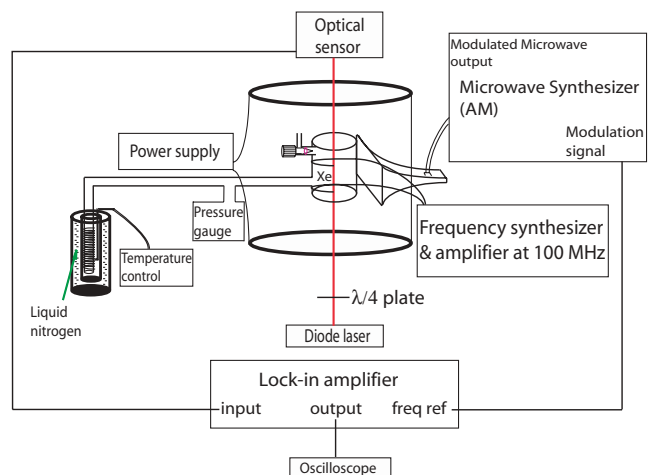 Optical
sensor
Modulated Microwave
output
Microwave Synthesizer
(AM)
Modulation
signal
Power supply
Xe
Pressure
gauge
Frequency synthesizer
& amplifier at 100 MHz
Temperature
control
Liquid
nitrogen
λ/4 plate
Diode laser
Lock-in amplifier
input output freq ref
Oscilloscope